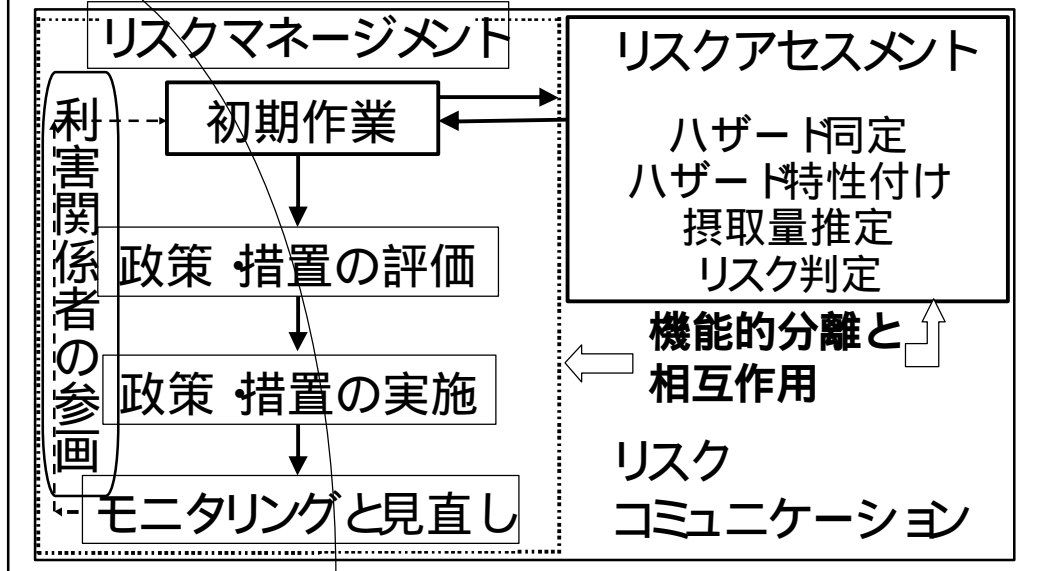 リスクマネージメント
利害関係者の参画
初期作業
政策・措置の評価
政策・措置の実施
モニタリングと見直し
リスクアセスメント
ハザード同定
ハザード特性付け
摂取量推定
リスク判定
機能的分離と
相互作用
リスク
コミュニケーション